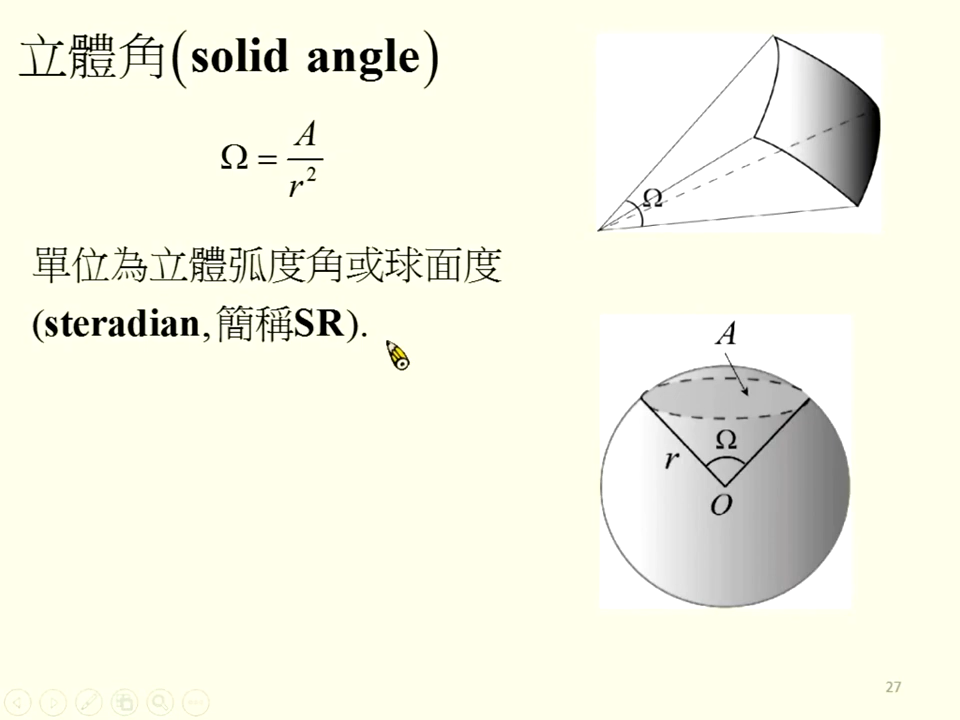 立體角(solid angle)
Ω = A / r²
單位為立體弧度角或球面度
(steradian,簡稱SR).
Ω
A
Ω
r
O
27